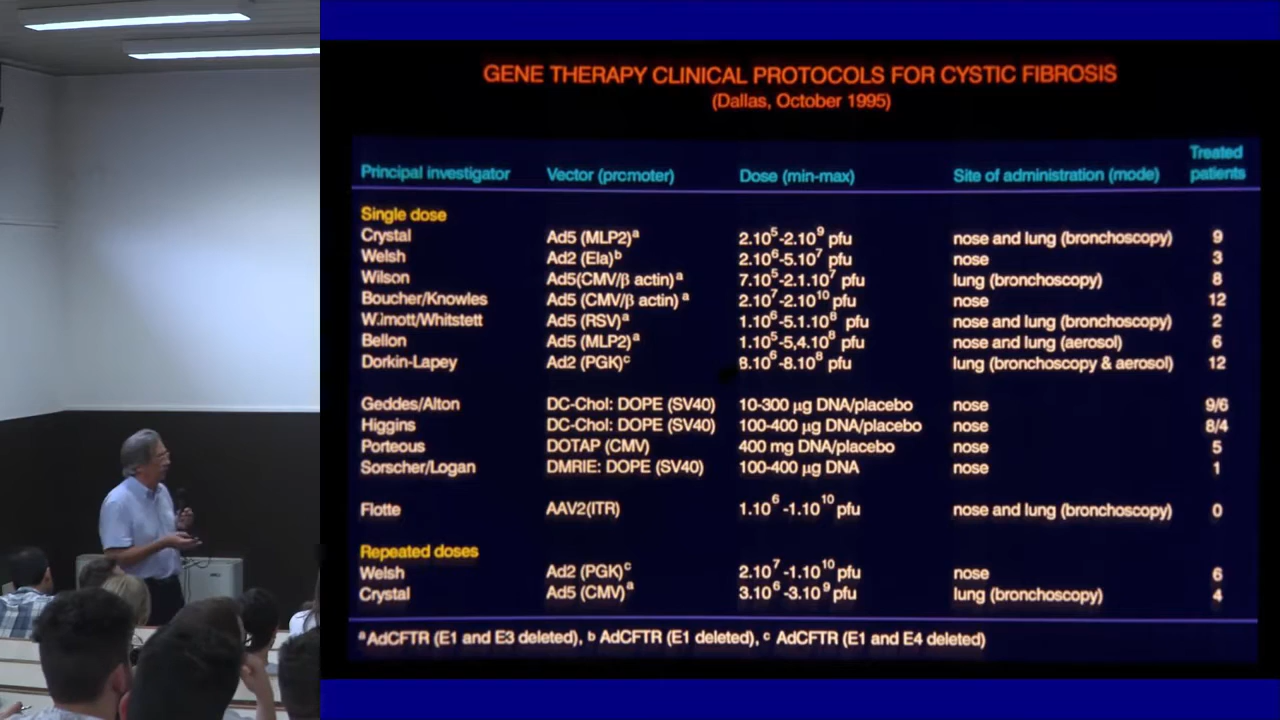 GENE THERAPY CLINICAL PROTOCOLS FOR CYSTIC FIBROSIS
(Dallas, October 1995)
Principal investigator Vector (promoter) Dose (min-max) Site of administration (mode) Treated patients
Single dose
Crystal Ad5 (MLP2)ᵃ 2.10⁵-2.10⁹ pfu nose and lung (bronchoscopy) 9
Welsh Ad2 (Ela)ᵇ 2.10⁶-5.10⁷ pfu nose 3
Wilson Ad5(CMV/β actin)ᵃ 7.10⁵-2.1.10⁷ pfu lung (bronchoscopy) 8
Boucher/Knowles Ad5 (CMV/β actin)ᵃ 2.10⁷-2.10¹⁰ pfu nose 12
Wilmott/Whitstett Ad5 (RSV)ᵃ 1.10⁶-5.1.10⁸ pfu nose and lung (bronchoscopy) 2
Bellon Ad5 (MLP2)ᵃ 1.10⁵-5,4.10⁸ pfu nose and lung (aerosol) 6
Dorkin-Lapey Ad2 (PGK)ᶜ 8.10⁶-8.10⁸ pfu lung (bronchoscopy & aerosol) 12
Geddes/Alton DC-Chol: DOPE (SV40) 10-300 µg DNA/placebo nose 9/6
Higgins DC-Chol: DOPE (SV40) 100-400 µg DNA/placebo nose 8/4
Porteous DOTAP (CMV) 400 mg DNA/placebo nose 5
Sorscher/Logan DMRIE: DOPE (SV40) 100-400 µg DNA nose 1
Flotte AAV2(ITR) 1.10⁶-1.10¹⁰ pfu nose and lung (bronchoscopy) 0
Repeated doses
Welsh Ad2 (PGK)ᶜ 2.10⁷-1.10¹⁰ pfu nose 6
Crystal Ad5 (CMV)ᵃ 3.10⁶-3.10⁹ pfu lung (bronchoscopy) 4
ᵃ AdCFTR (E1 and E3 deleted), ᵇ AdCFTR (E1 deleted), ᶜ AdCFTR (E1 and E4 deleted)